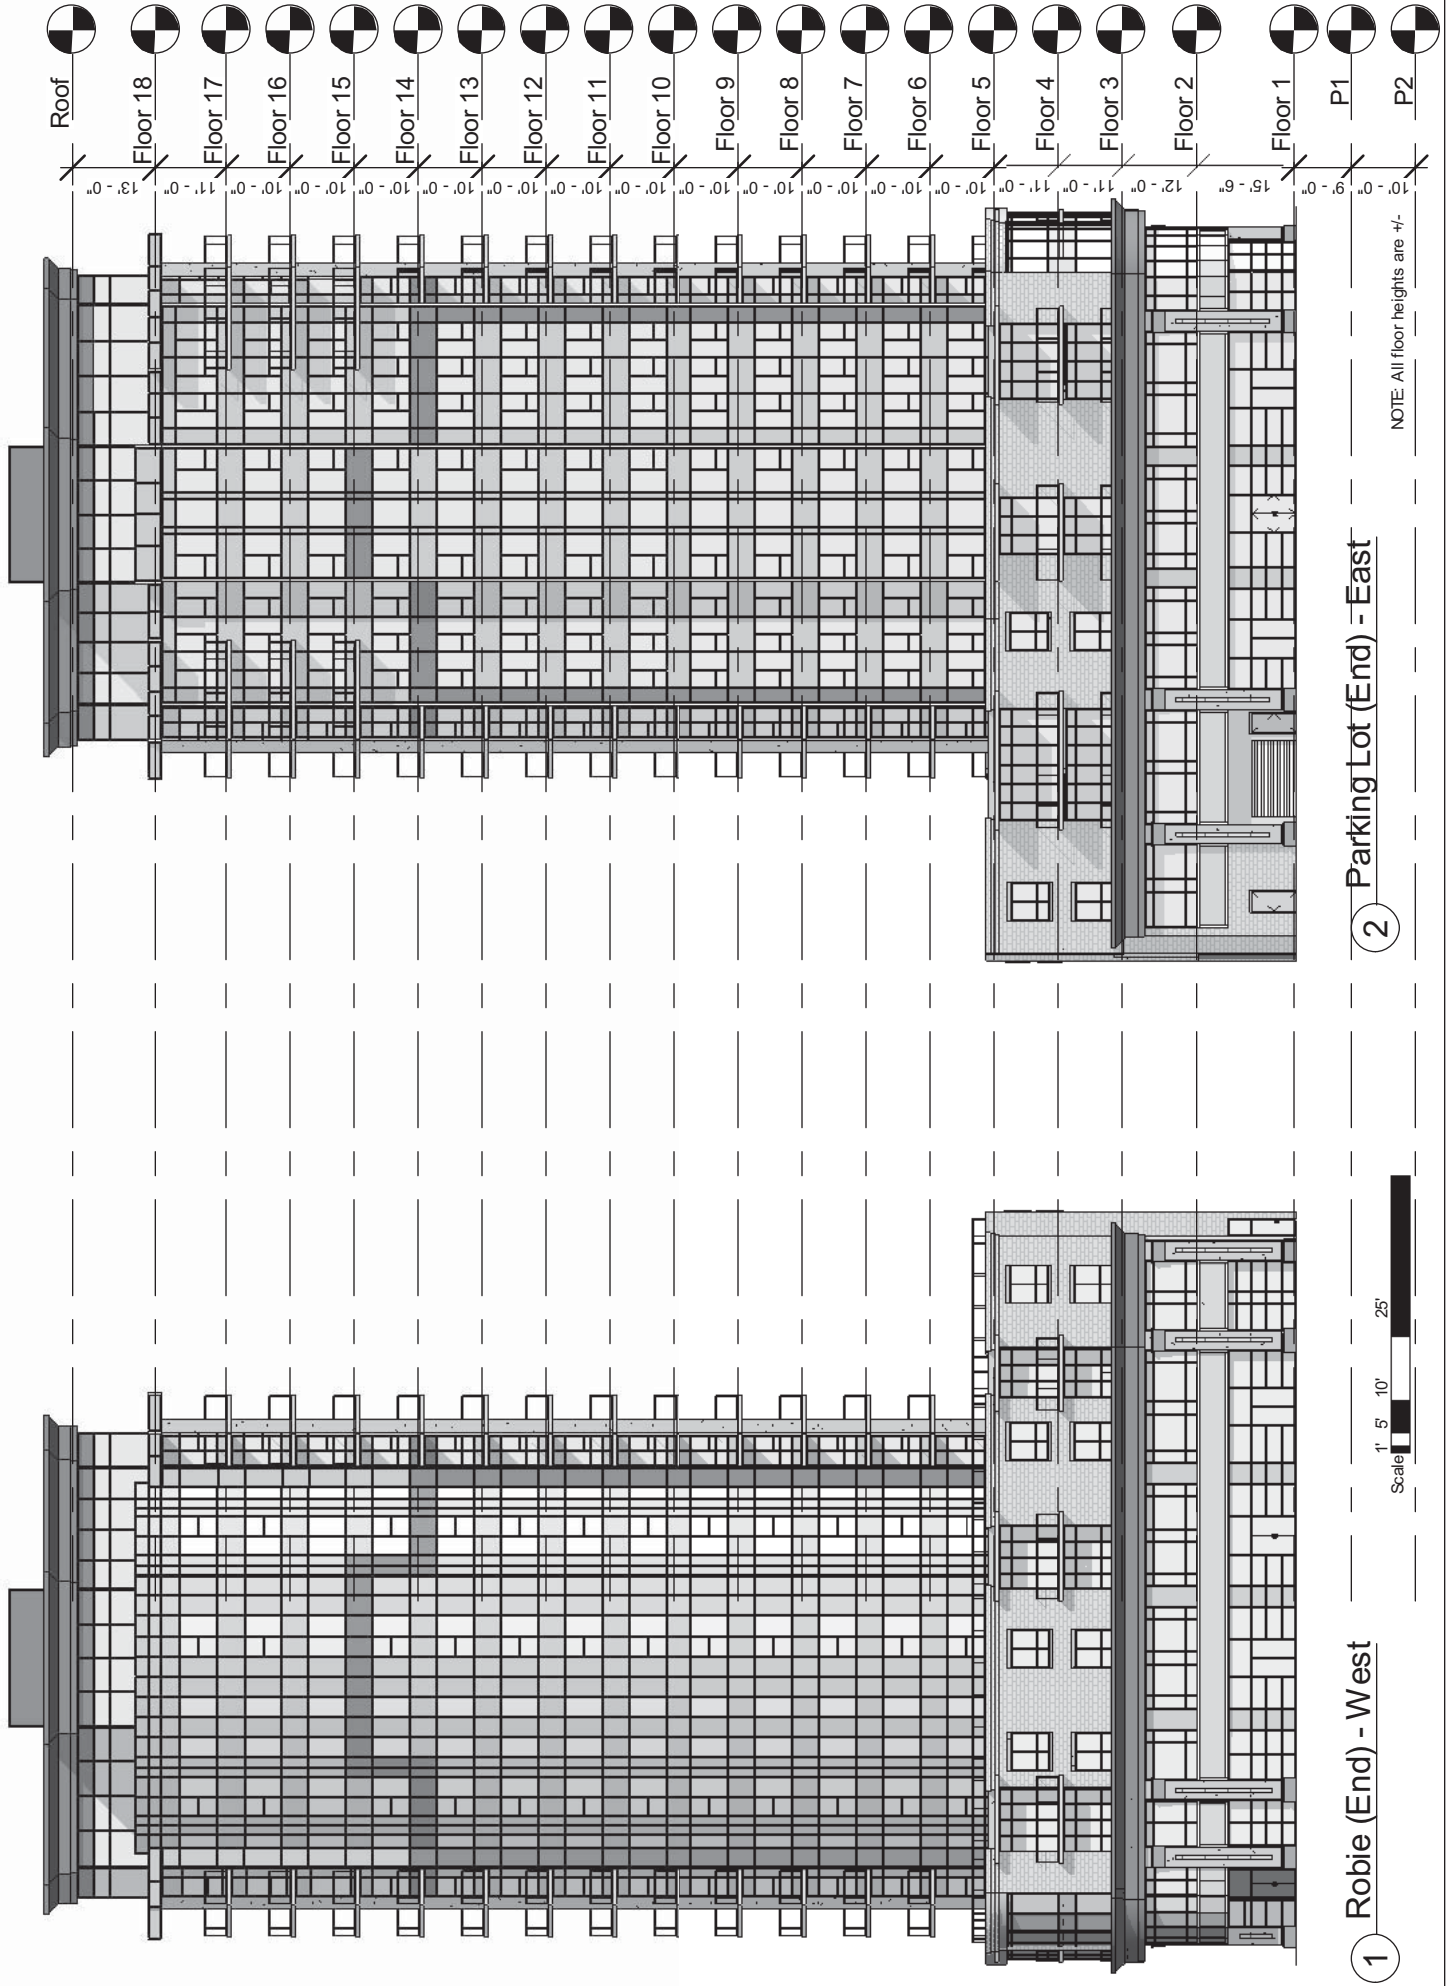 Roof
13' - 0"
Floor 18
11' - 0"
Floor 17
10' - 0"
Floor 16
10' - 0"
Floor 15
10' - 0"
Floor 14
10' - 0"
Floor 13
10' - 0"
Floor 12
10' - 0"
Floor 11
10' - 0"
Floor 10
10' - 0"
Floor 9
10' - 0"
Floor 8
10' - 0"
Floor 7
10' - 0"
Floor 6
10' - 0"
Floor 5
11' - 0"
Floor 4
11' - 0"
Floor 3
12' - 0"
Floor 2
15' - 6"
Floor 1
9' - 0"
P1
10' - 0"
P2
1 Robie (End) - West
2 Parking Lot (End) - East
Scale 1' 5' 10' 25'
NOTE: All floor heights are +/-